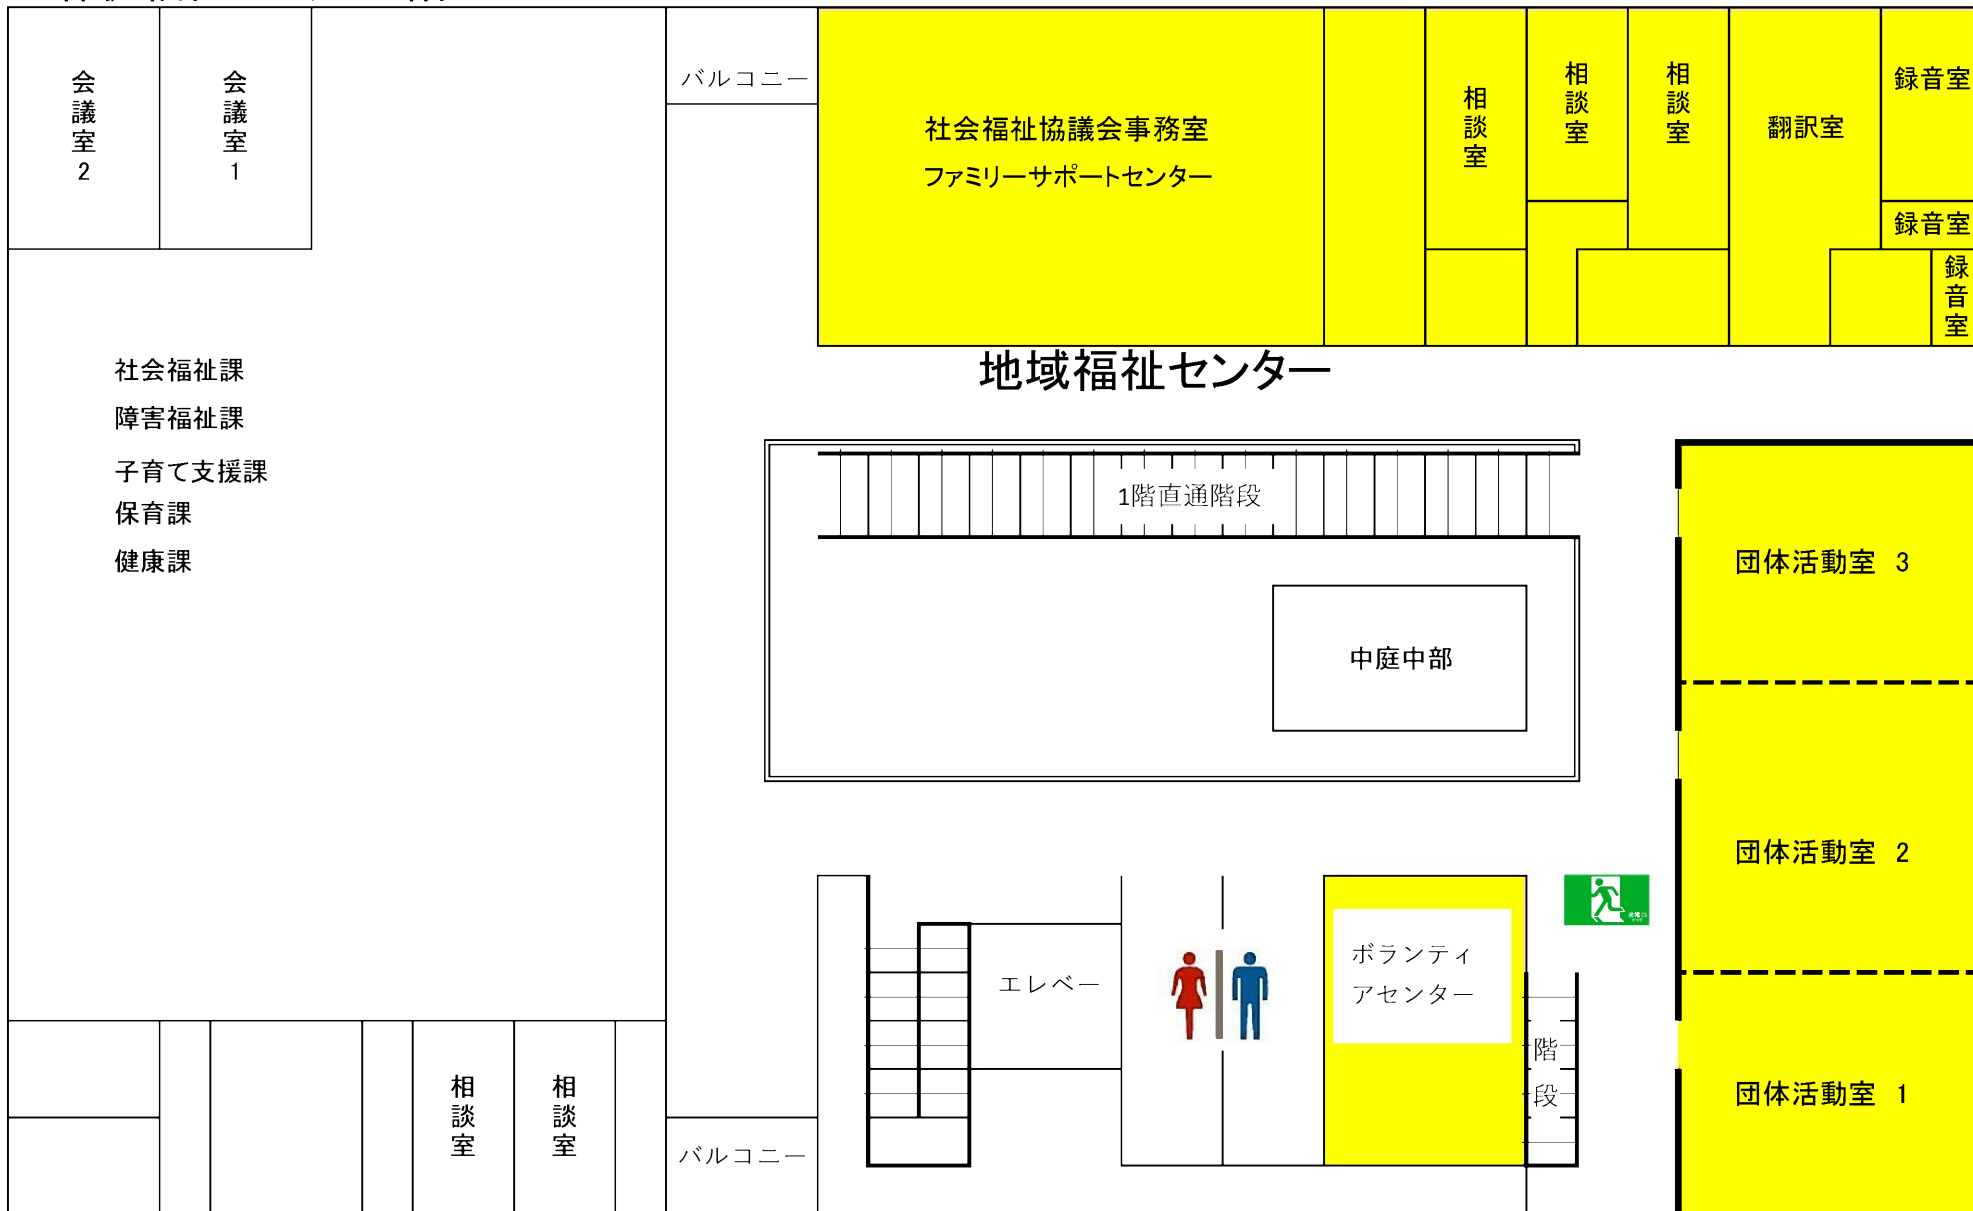 会議室2
会議室1
バルコニー
社会福祉協議会事務室
ファミリーサポートセンター
相談室
相談室
相談室
翻訳室
録音室
録音室
録音室
地域福祉センター
社会福祉課
障害福祉課
子育て支援課
保育課
健康課
1階直通階段
中庭中部
団体活動室 3
団体活動室 2
団体活動室 1
エレベー
ボランティ
アセンター
階段
相談室
相談室
バルコニー